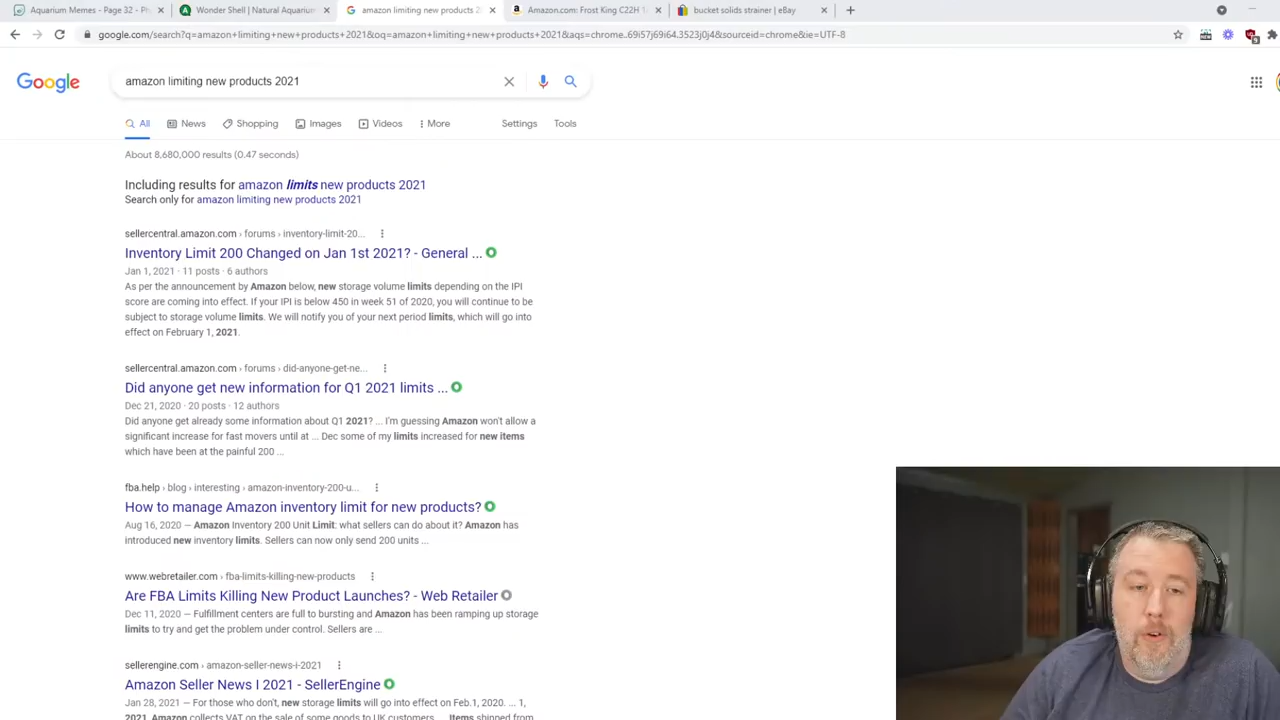 Aquarium Memes - Page 32 - Ph
Wonder Shell | Natural Aquarium
amazon limiting new products 2
Amazon.com: Frost King C22H 1
bucket solids strainer | eBay
google.com/search?q=amazon+limiting+new+products+2021&oq=amazon+limiting+new+products+2021&aqs=chrome..69i57j69i64.3523j0j4&sourceid=chrome&ie=UTF-8
Google
amazon limiting new products 2021
All News Shopping Images Videos More Settings Tools
About 8,680,000 results (0.47 seconds)
Including results for amazon limits new products 2021
Search only for amazon limiting new products 2021
sellercentral.amazon.com › forums › inventory-limit-20...
Inventory Limit 200 Changed on Jan 1st 2021? - General ...
Jan 1, 2021 · 11 posts · 6 authors
As per the announcement by Amazon below, new storage volume limits depending on the IPI
score are coming into effect. If your IPI is below 450 in week 51 of 2020, you will continue to be
subject to storage volume limits. We will notify you of your next period limits, which will go into
effect on February 1, 2021.
sellercentral.amazon.com › forums › did-anyone-get-ne...
Did anyone get new information for Q1 2021 limits ...
Dec 21, 2020 · 20 posts · 12 authors
Did anyone get already some information about Q1 2021? ... I'm guessing Amazon won't allow a
significant increase for fast movers until at ... Dec some of my limits increased for new items
which have been at the painful 200 ...
fba.help › blog › interesting › amazon-inventory-200-u...
How to manage Amazon inventory limit for new products?
Aug 16, 2020 — Amazon Inventory 200 Unit Limit: what sellers can do about it? Amazon has
introduced new inventory limits. Sellers can now only send 200 units ...
www.webretailer.com › fba-limits-killing-new-products
Are FBA Limits Killing New Product Launches? - Web Retailer
Dec 11, 2020 — Fulfillment centers are full to bursting and Amazon has been ramping up storage
limits to try and get the problem under control. Sellers are ...
sellerengine.com › amazon-seller-news-i-2021
Amazon Seller News I 2021 - SellerEngine
Jan 28, 2021 — For those who don't, new storage limits will go into effect on Feb.1, 2020. ... 1,
2021, Amazon collects VAT on the sale of some goods to UK customers. ... Items shipped from